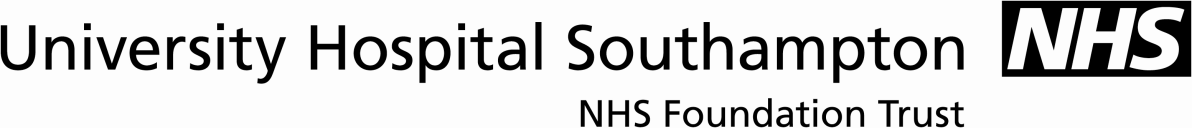 University Hospital Southampton NHS
NHS Foundation Trust